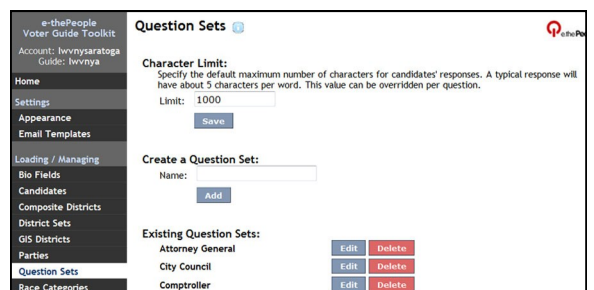 e-thePeople
Voter Guide Toolkit
Account: lwvnysaratoga
Guide: lwvnya
Home
Settings
Appearance
Email Templates
Loading / Managing
Bio Fields
Candidates
Composite Districts
District Sets
GIS Districts
Parties
Question Sets
Race Categories
Question Sets
e the Peo
Character Limit:
Specify the default maximum number of characters for candidates' responses. A typical response will
have about 5 characters per word. This value can be overridden per question.
Limit: 1000
Save
Create a Question Set:
Name:
Add
Existing Question Sets:
Attorney General Edit Delete
City Council Edit Delete
Comptroller Edit Delete